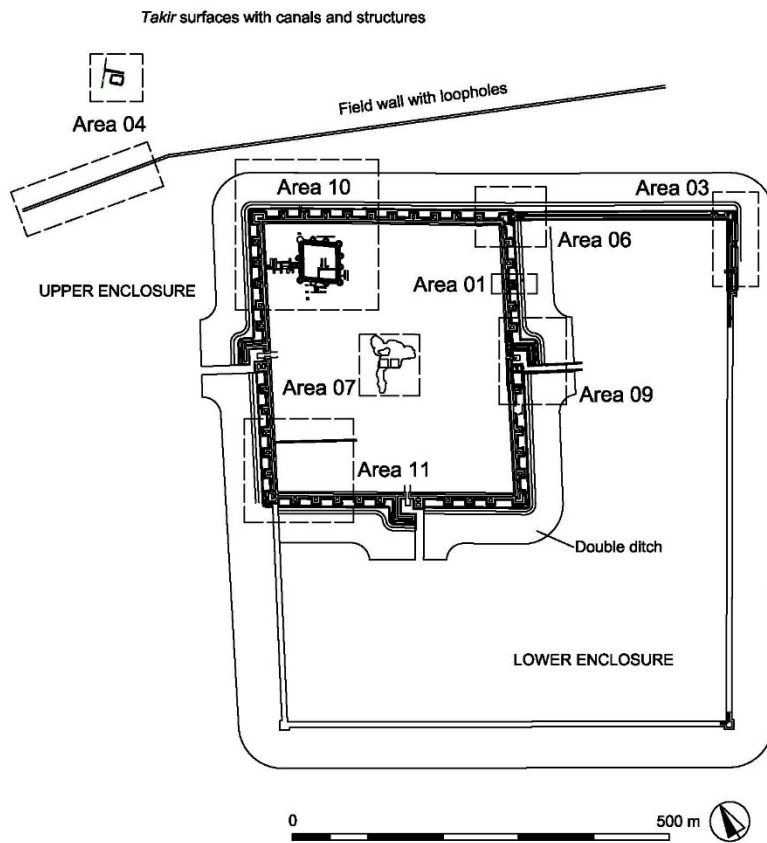 Takir surfaces with canals and structures
Field wall with loopholes
Area 04
Area 10
Area 03
Area 06
UPPER ENCLOSURE
Area 01
Area 07
Area 09
Area 11
Double ditch
LOWER ENCLOSURE
0
500 m